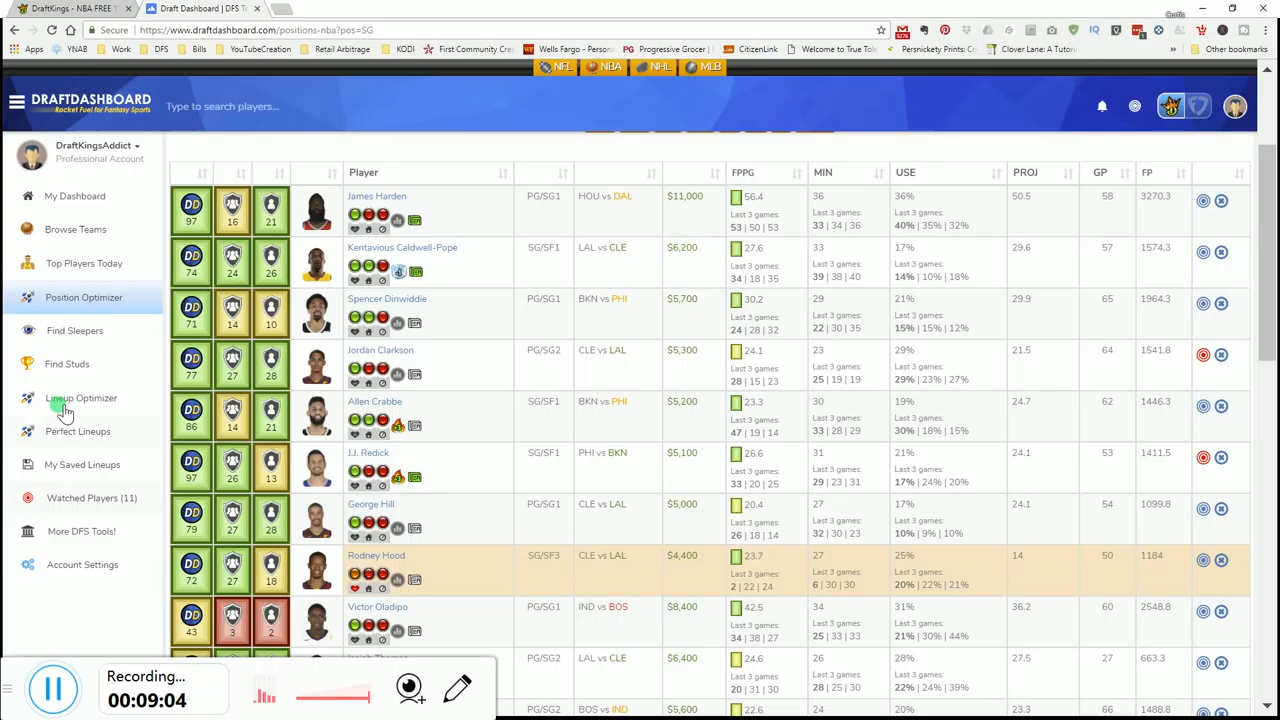 DraftKings - NBA FREE 1 ×
Draft Dashboard | DFS T ×
Curtis
Secure | https://www.draftdashboard.com/positions-nba?pos=SG
Apps YNAB Work DFS Bills YouTubeCreation Retail Arbitrage KODI First Community Cre Wells Fargo - Persona Progressive Grocer CitizenLink Welcome to True Tole Persnickety Prints: Cr Clover Lane: A Tutori » Other bookmarks
NFL NBA NHL MLB
DRAFTDASHBOARD
Rocket Fuel for Fantasy Sports
Type to search players...
DraftKingsAddict
Professional Account
My Dashboard
Browse Teams
Top Players Today
Position Optimizer
Find Sleepers
Find Studs
Lineup Optimizer
Perfect Lineups
My Saved Lineups
Watched Players (11)
More DFS Tools!
Account Settings
Player FPPG MIN USE PROJ GP FP
DD 97 16 21 James Harden PG/SG1 HOU vs DAL $11,000 56.4 36 36% 50.5 58 3270.3
Last 3 games: Last 3 games: Last 3 games:
53 | 50 | 53 33 | 34 | 36 40% | 35% | 32%
DD 74 24 26 Kentavious Caldwell-Pope SG/SF1 LAL vs CLE $6,200 27.6 33 17% 29.6 57 1574.3
Last 3 games: Last 3 games: Last 3 games:
34 | 18 | 35 39 | 38 | 40 14% | 10% | 18%
DD 71 14 10 Spencer Dinwiddie PG/SG1 BKN vs PHI $5,700 30.2 29 21% 29.9 65 1964.3
Last 3 games: Last 3 games: Last 3 games:
24 | 28 | 32 22 | 30 | 35 15% | 15% | 12%
DD 77 27 28 Jordan Clarkson PG/SG2 CLE vs LAL $5,300 24.1 23 29% 21.5 64 1541.8
Last 3 games: Last 3 games: Last 3 games:
28 | 15 | 23 25 | 19 | 19 29% | 23% | 27%
DD 86 14 21 Allen Crabbe SG/SF1 BKN vs PHI $5,200 23.3 30 19% 24.7 62 1446.3
Last 3 games: Last 3 games: Last 3 games:
47 | 19 | 14 33 | 28 | 29 30% | 18% | 15%
DD 97 26 13 J.J. Redick SG/SF1 PHI vs BKN $5,100 26.6 31 21% 24.1 53 1411.5
Last 3 games: Last 3 games: Last 3 games:
33 | 20 | 25 29 | 23 | 31 17% | 24% | 20%
DD 79 27 28 George Hill PG/SG1 CLE vs LAL $5,000 20.4 27 17% 24.1 50 1099.8
Last 3 games: Last 3 games: Last 3 games:
26 | 18 | 14 32 | 30 | 23 10% | 9% | 10%
DD 72 27 18 Rodney Hood SG/SF3 CLE vs LAL $4,400 23.7 27 25% 14 50 1184
Last 3 games: Last 3 games: Last 3 games:
2 | 22 | 24 6 | 30 | 30 20% | 22% | 21%
DD 43 3 2 Victor Oladipo PG/SG1 IND vs BOS $8,400 42.5 34 31% 36.2 60 2548.8
Last 3 games: Last 3 games: Last 3 games:
34 | 38 | 27 25 | 33 | 33 21% | 30% | 44%
PG/SG2 LAL vs CLE $6,400 24.6 26 28% 27.5 27 663.3
Last 3 games: Last 3 games: Last 3 games:
20 | 31 | 30 28 | 25 | 30 22% | 24% | 39%
PG/SG2 BOS vs IND $5,600 22.6 24 20% 23.3 66 1488.8
Recording...
00:09:04